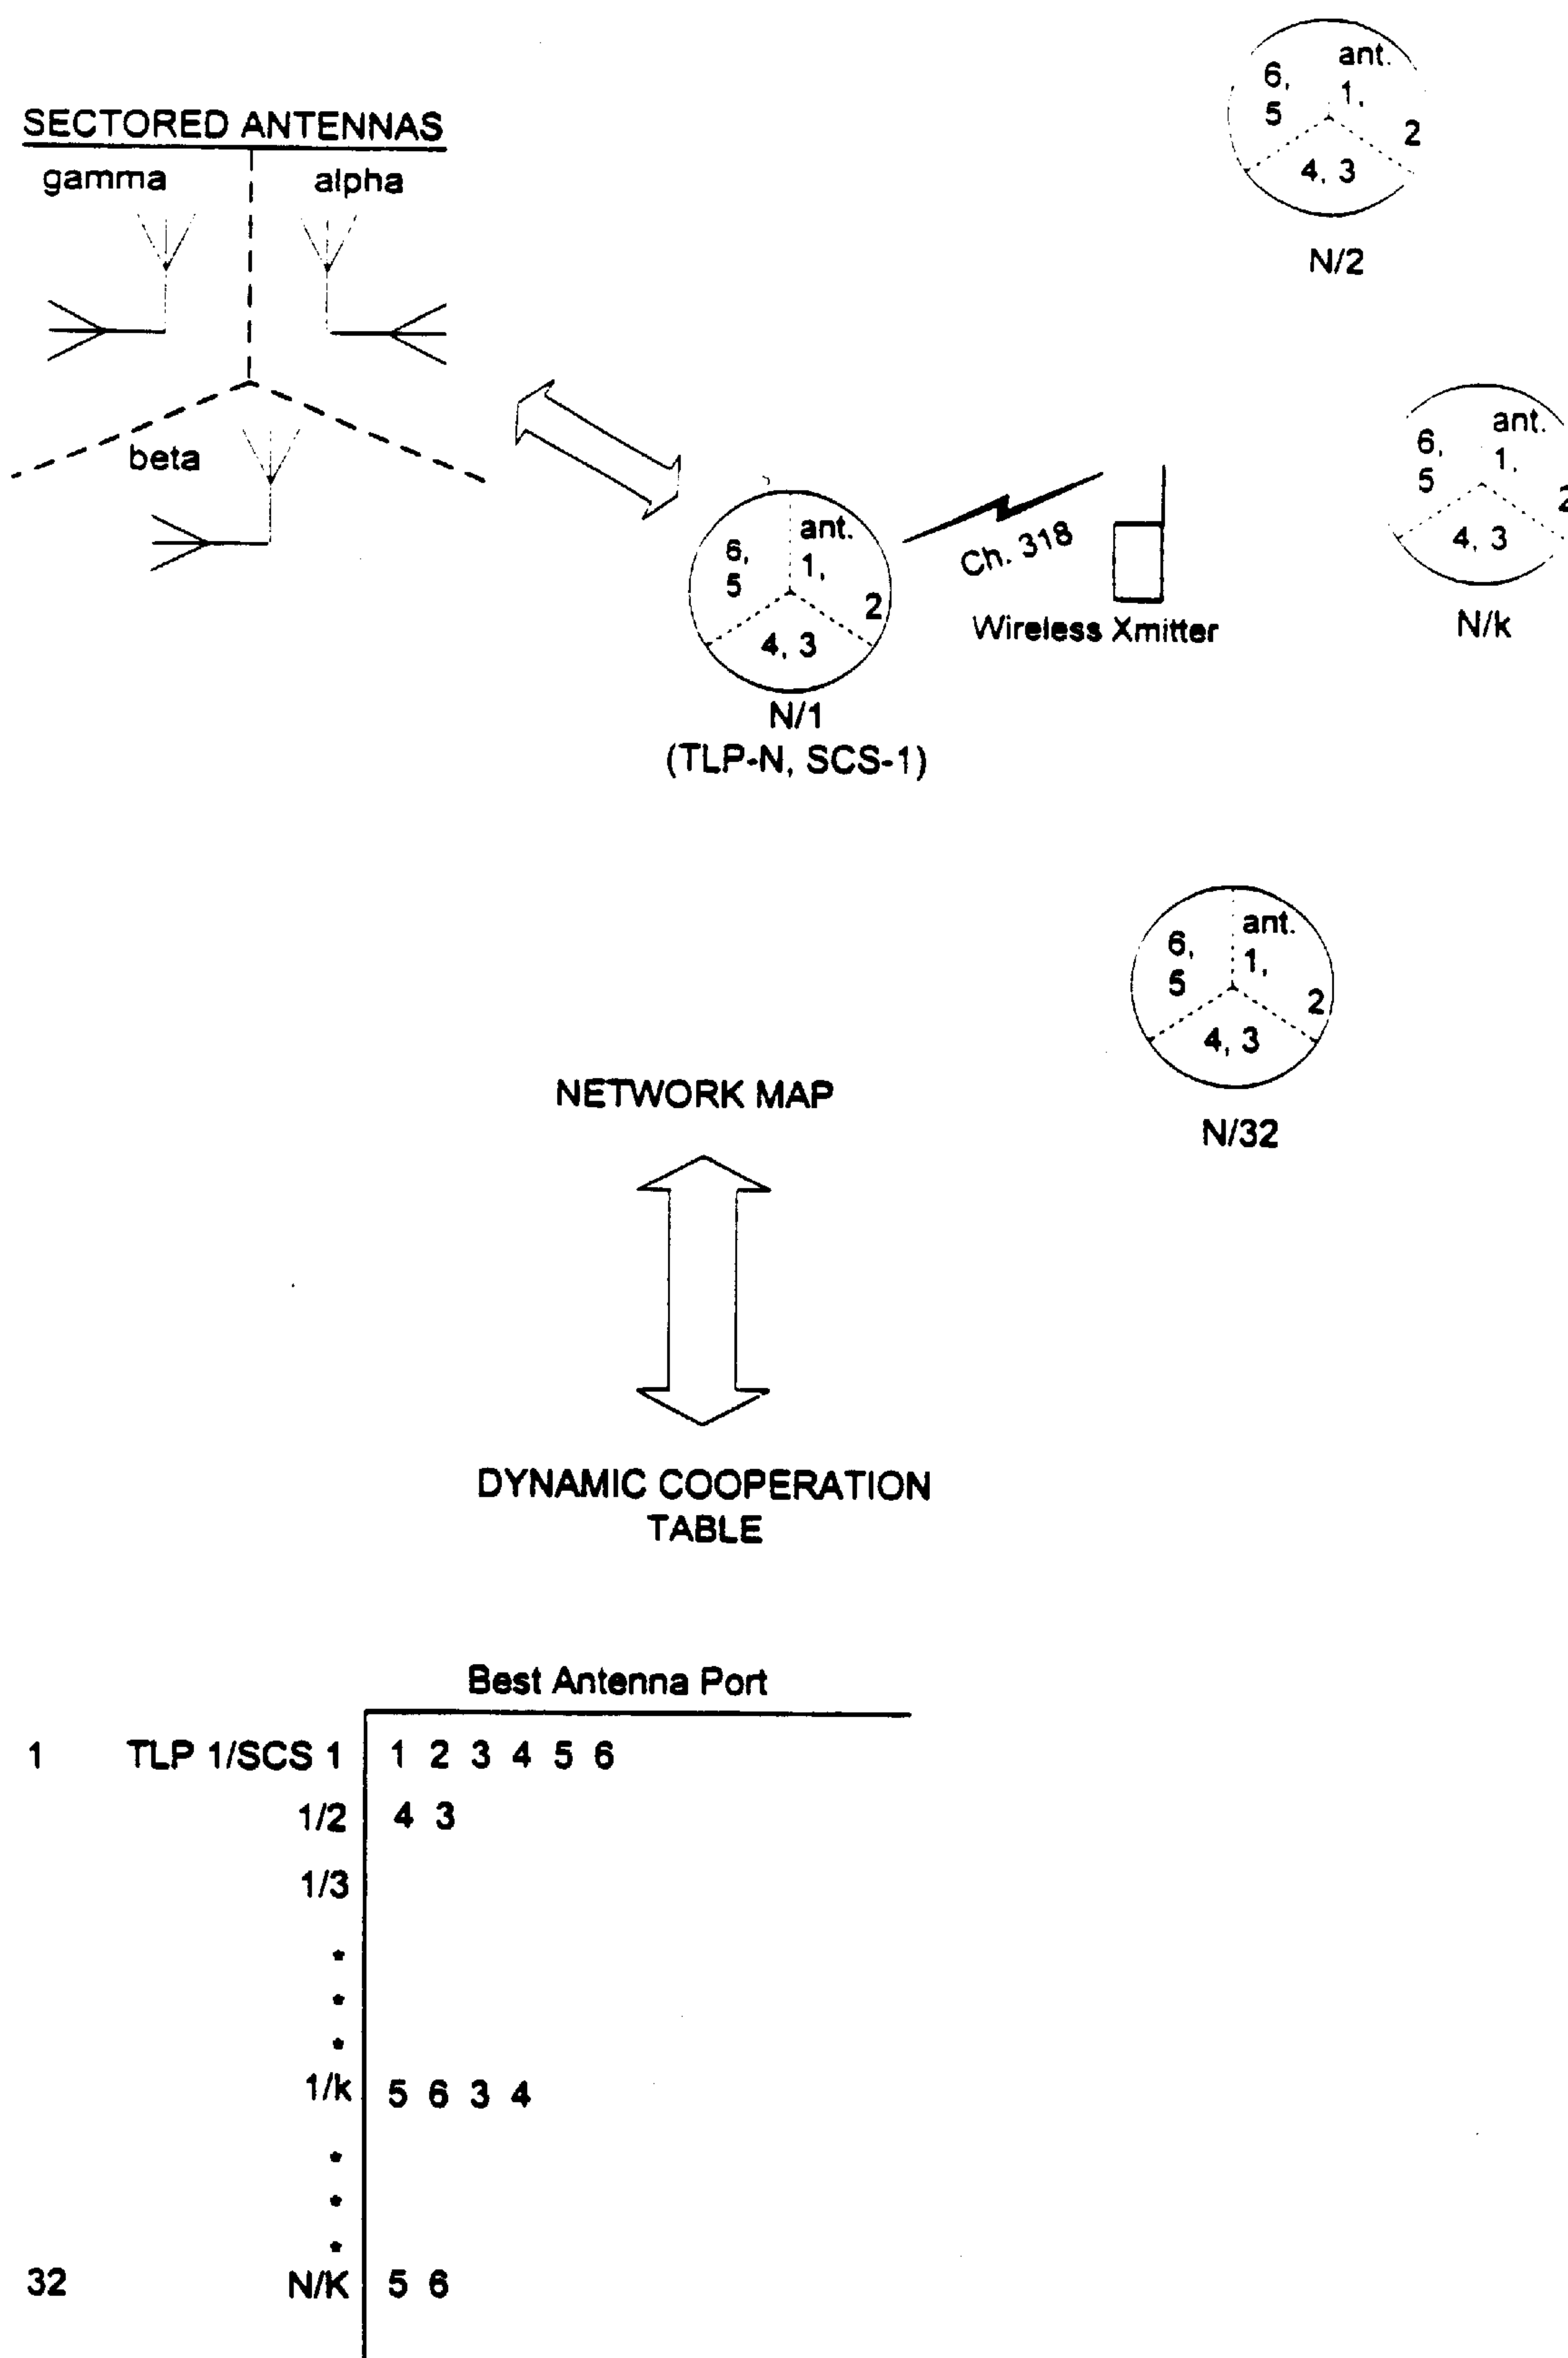 SECTORED ANTENNAS
gamma
alpha
beta
ant.
6,
1,
5
2
4, 3
N/2
ant.
6,
1,
5
2
4, 3
N/k
ant.
6,
1,
5
2
4, 3
N/1
(TLP-N, SCS-1)
Ch. 318
Wireless Xmitter
ant.
6,
1,
5
2
4, 3
N/32
NETWORK MAP
DYNAMIC COOPERATION
TABLE
Best Antenna Port
1 TLP 1/SCS 1 1 2 3 4 5 6
1/2 4 3
1/3
*
*
*
1/k 5 6 3 4
*
*
*
32 N/K 5 6